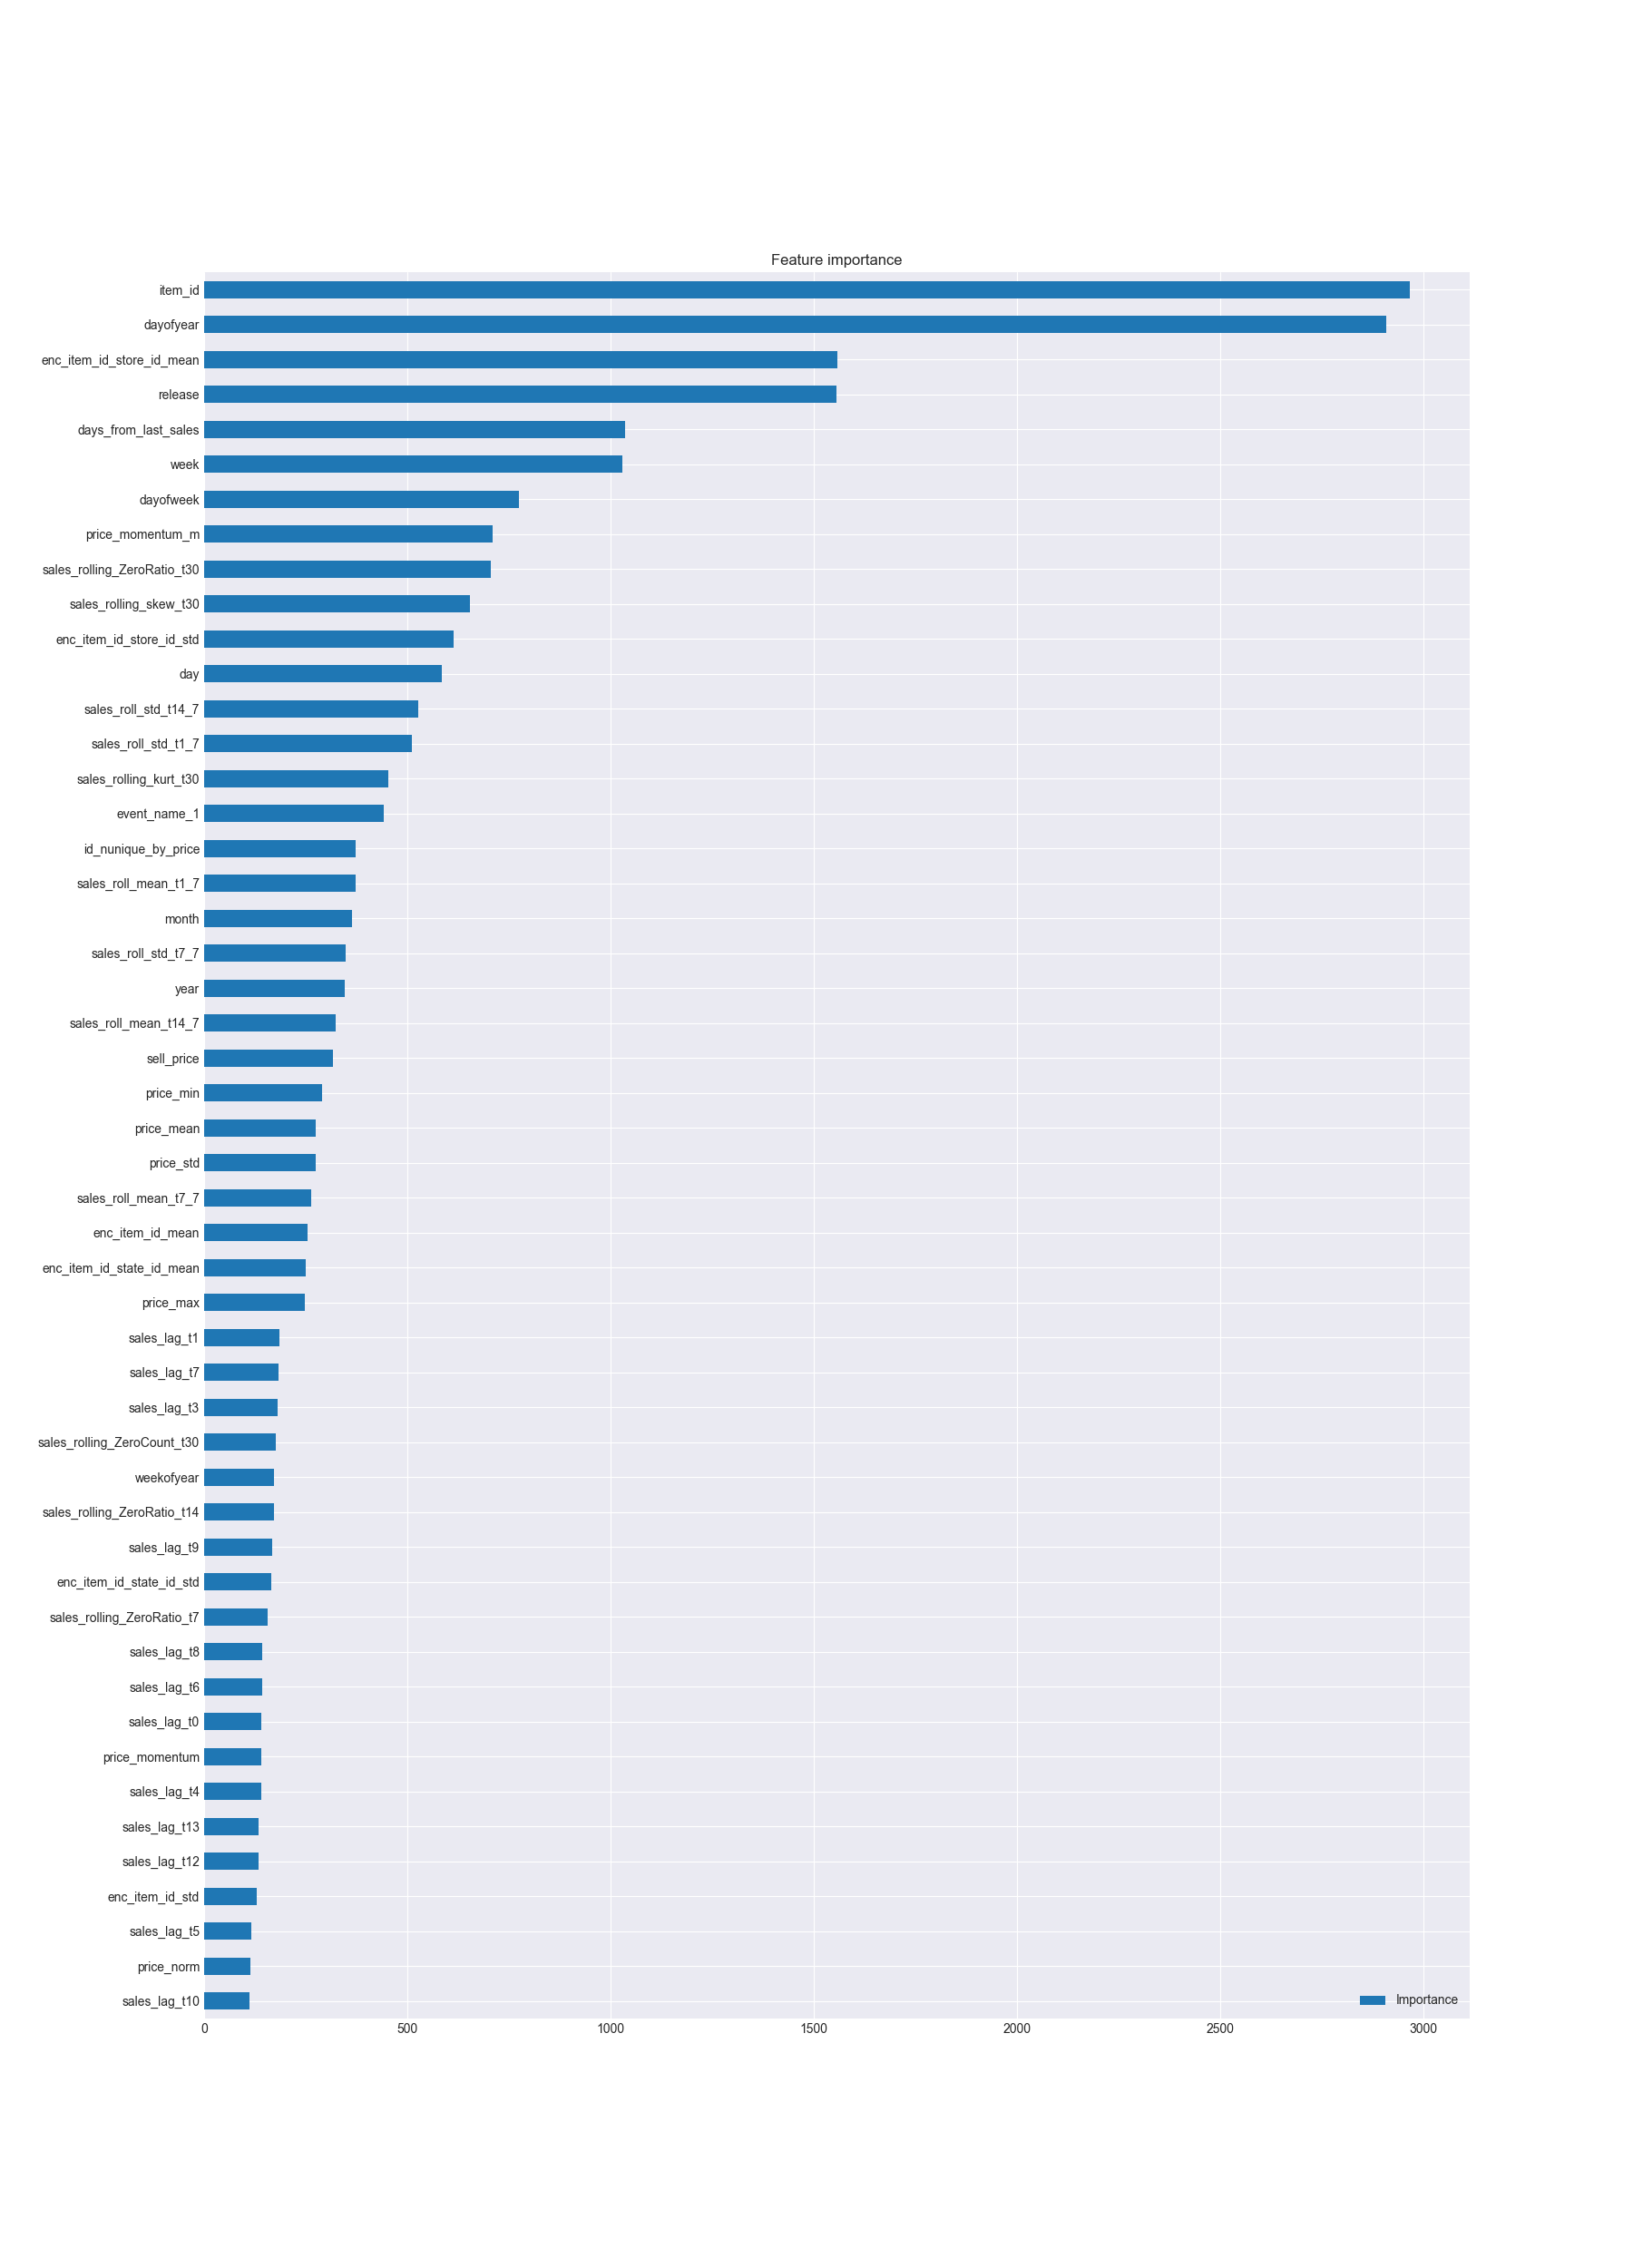 Feature importance
item_id
dayofyear
enc_item_id_store_id_mean
release
days_from_last_sales
week
dayofweek
price_momentum_m
sales_rolling_ZeroRatio_t30
sales_rolling_skew_t30
enc_item_id_store_id_std
day
sales_roll_std_t14_7
sales_roll_std_t1_7
sales_rolling_kurt_t30
event_name_1
id_nunique_by_price
sales_roll_mean_t1_7
month
sales_roll_std_t7_7
year
sales_roll_mean_t14_7
sell_price
price_min
price_mean
price_std
sales_roll_mean_t7_7
enc_item_id_mean
enc_item_id_state_id_mean
price_max
sales_lag_t1
sales_lag_t7
sales_lag_t3
sales_rolling_ZeroCount_t30
weekofyear
sales_rolling_ZeroRatio_t14
sales_lag_t9
enc_item_id_state_id_std
sales_rolling_ZeroRatio_t7
sales_lag_t8
sales_lag_t6
sales_lag_t0
price_momentum
sales_lag_t4
sales_lag_t13
sales_lag_t12
enc_item_id_std
sales_lag_t5
price_norm
sales_lag_t10
Importance
0 500 1000 1500 2000 2500 3000